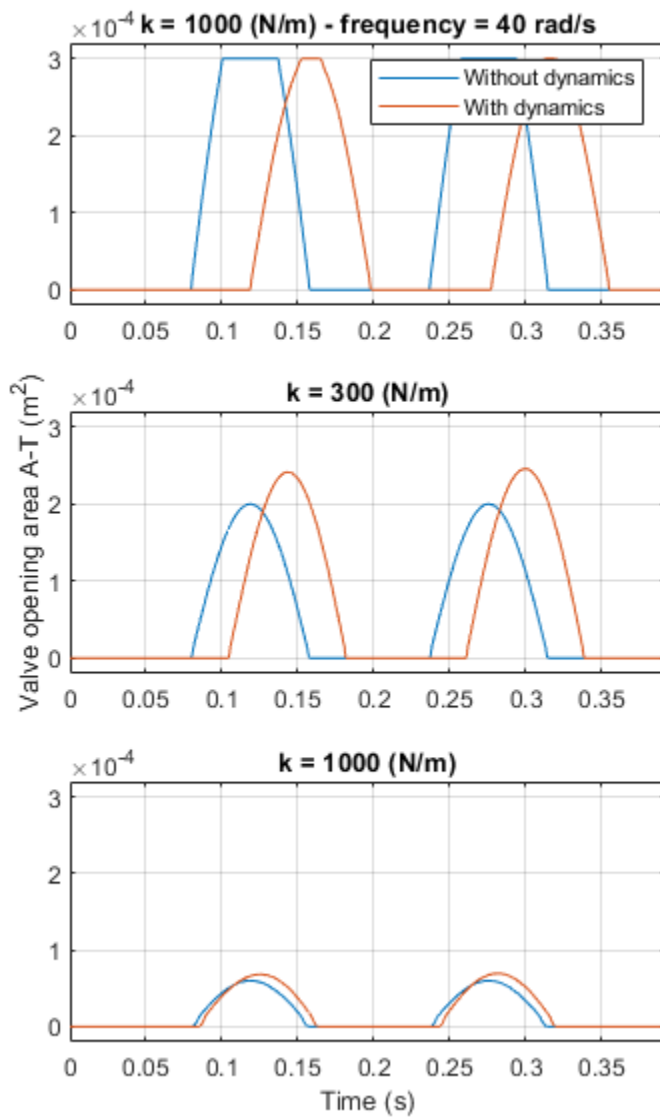 ×10⁻⁴ k = 1000 (N/m) - frequency = 40 rad/s
3
2
1
0
Without dynamics
With dynamics
0 0.05 0.1 0.15 0.2 0.25 0.3 0.35
Valve opening area A-T (m²)
×10⁻⁴ k = 300 (N/m)
3
2
1
0
0 0.05 0.1 0.15 0.2 0.25 0.3 0.35
×10⁻⁴ k = 1000 (N/m)
3
2
1
0
0 0.05 0.1 0.15 0.2 0.25 0.3 0.35
Time (s)